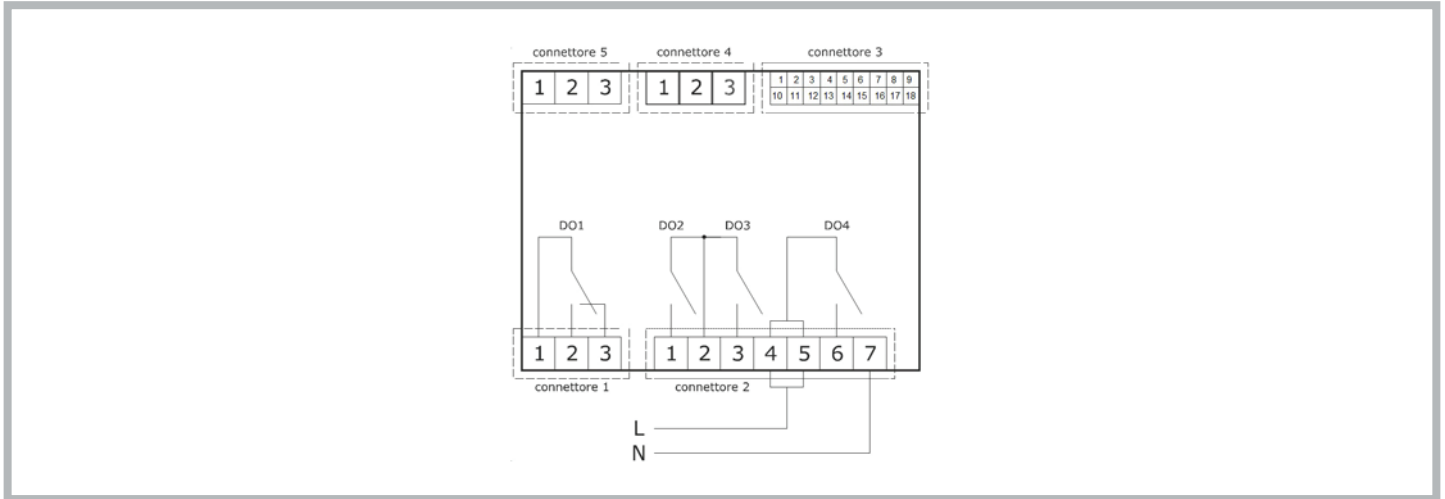 connettore 5 connettore 4 connettore 3
1 2 3 1 2 3 1 2 3 4 5 6 7 8 9
10 11 12 13 14 15 16 17 18
DO1 DO2 DO3 DO4
1 2 3 1 2 3 4 5 6 7
connettore 1 connettore 2
L
N